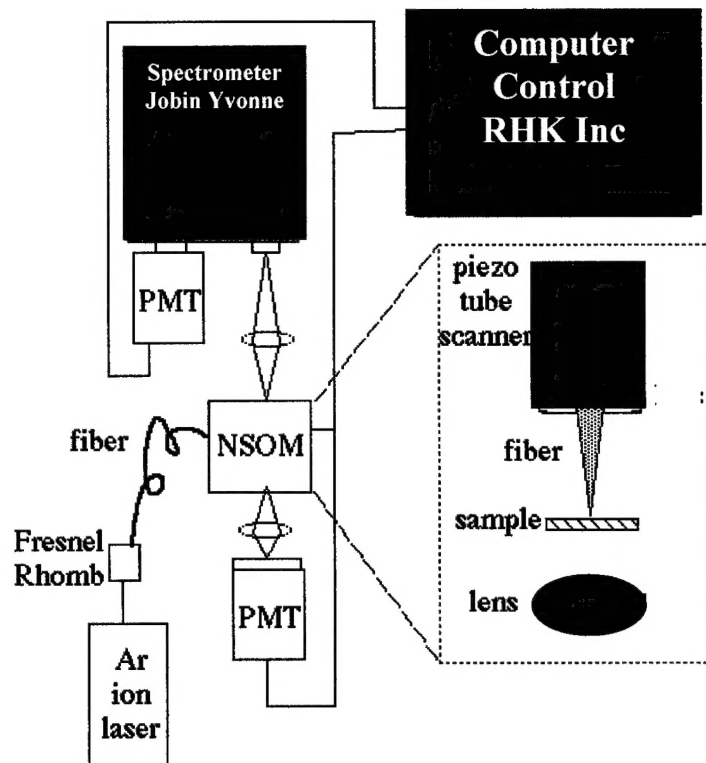 Spectrometer
Jobin Yvonne
Computer
Control
RHK Inc
PMT
piezo
tube
scanner
fiber
NSOM
fiber
sample
Fresnel
Rhomb
PMT
lens
Ar
ion
laser